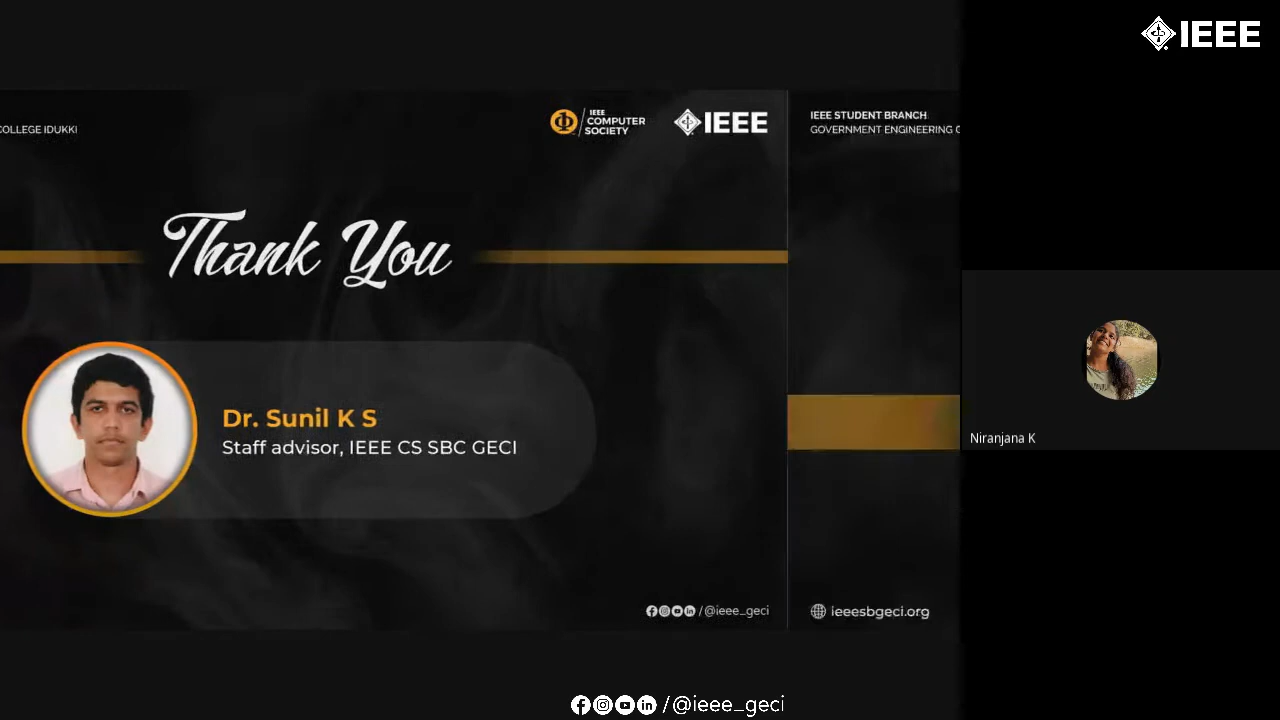 IEEE
COLLEGE IDUKKI
IEEE
COMPUTER
SOCIETY
IEEE
IEEE STUDENT BRANCH
GOVERNMENT ENGINEERING
Thank You
Dr. Sunil K S
Staff advisor, IEEE CS SBC GECI
Niranjana K
/@ieee_geci
ieeesbgeci.org
/@ieee_geci